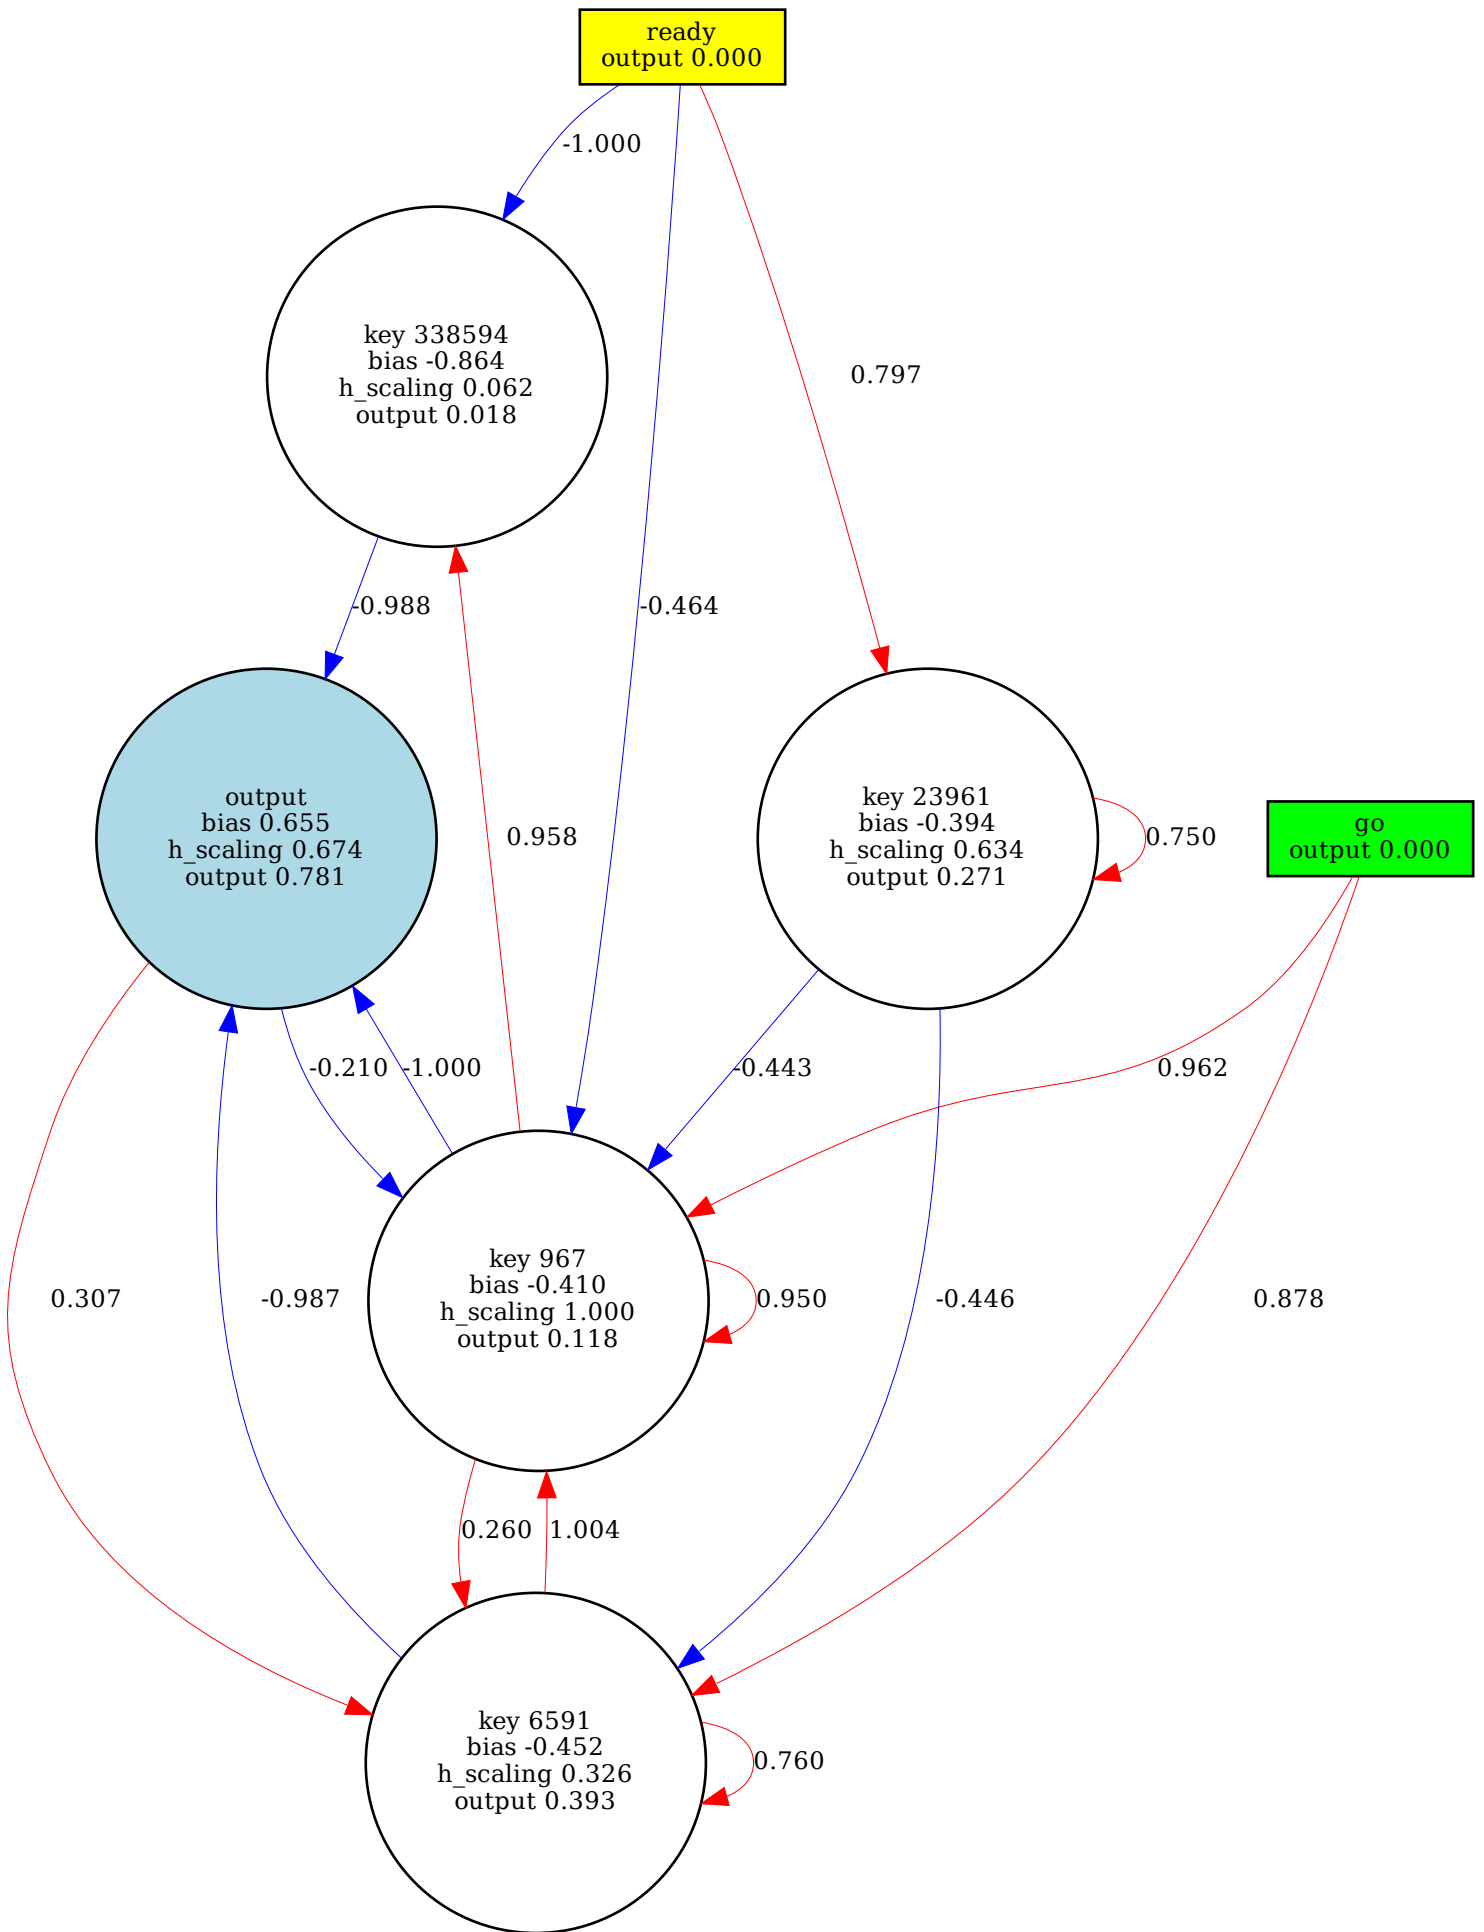 ready
output 0.000
-1.000
key 338594
bias -0.864
h_scaling 0.062
output 0.018
0.797
-0.988
-0.464
output
bias 0.655
h_scaling 0.674
output 0.781
0.958
key 23961
bias -0.394
h_scaling 0.634
output 0.271
0.750
go
output 0.000
-0.210
-1.000
-0.443
0.962
0.307
-0.987
key 967
bias -0.410
h_scaling 1.000
output 0.118
0.950
-0.446
0.878
0.260
1.004
key 6591
bias -0.452
h_scaling 0.326
output 0.393
0.760